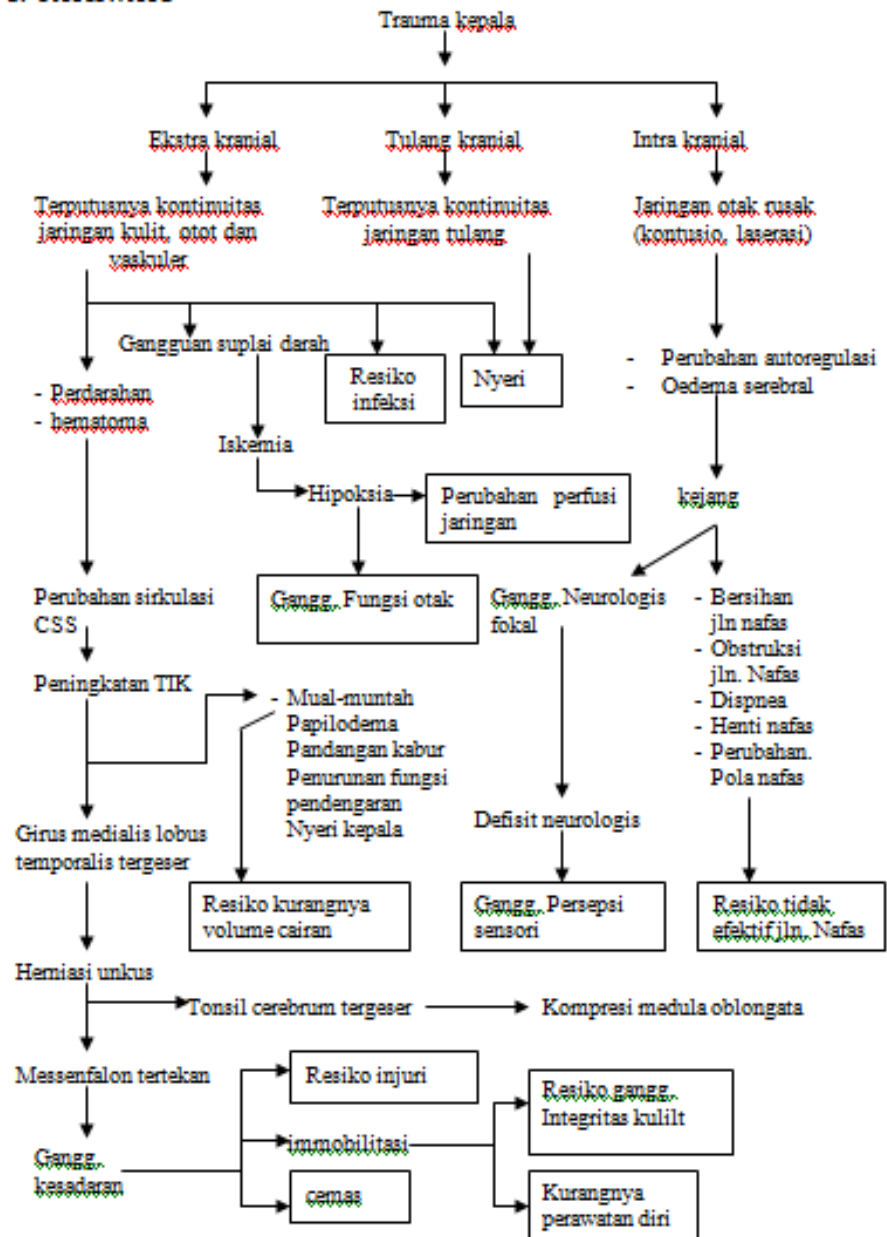 Trauma kepala
Ekstra kranial
Tulang kranial
Intra kranial
Terputusnya kontinuitas
jaringan kulit, otot dan
vaskuler
Terputusnya kontinuitas
jaringan tulang
Jaringan otak rusak
(kontusio, laserasi)
Gangguan suplai darah
Resiko
infeksi
Nyeri
- Perubahan autoregulasi
- Oedema serebral
- Perdarahan
- hematoma
Iskemia
Hipoksia
Perubahan perfusi
jaringan
kejang
Perubahan sirkulasi
CSS
Gangg. Fungsi otak
Gangg. Neurologis
fokal
- Bersihan
jln nafas
- Obstruksi
jln. Nafas
- Dispnea
- Henti nafas
- Perubahan.
Pola nafas
Peningkatan TIK
- Mual-muntah
Papilodema
Pandangan kabur
Penurunan fungsi
pendengaran
Nyeri kepala
Girus medialis lobus
temporalis tergeser
Defisit neurologis
Resiko kurangnya
volume cairan
Gangg. Persepsi
sensori
Resiko tidak
efektif jln. Nafas
Herniasi unkus
Tonsil cerebrum tergeser
Kompresi medula oblongata
Messenfalon tertekan
Resiko injuri
Resiko gangg.
Integritas kulilt
immobilitasi
Gangg.
kesadaran
cemas
Kurangnya
perawatan diri